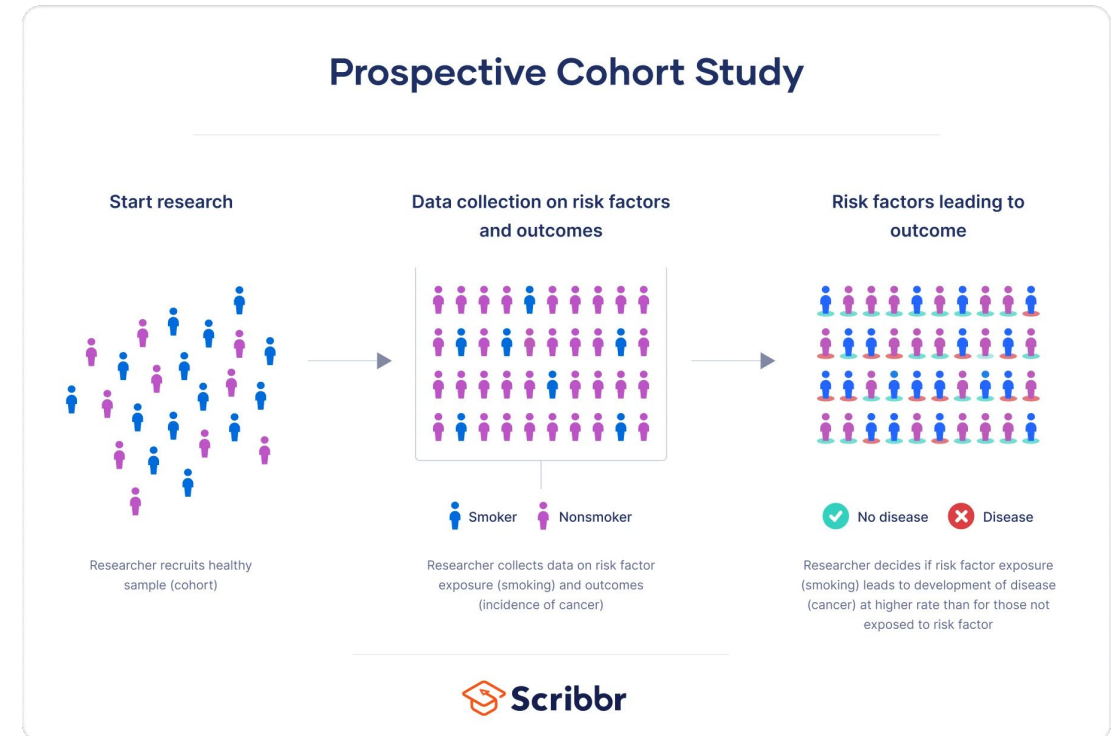 Prospective Cohort Study
Start research
Data collection on risk factors
and outcomes
Risk factors leading to
outcome
Smoker
Nonsmoker
No disease
Disease
Researcher recruits healthy
sample (cohort)
Researcher collects data on risk factor
exposure (smoking) and outcomes
(incidence of cancer)
Researcher decides if risk factor exposure
(smoking) leads to development of disease
(cancer) at higher rate than for those not
exposed to risk factor
Scribbr